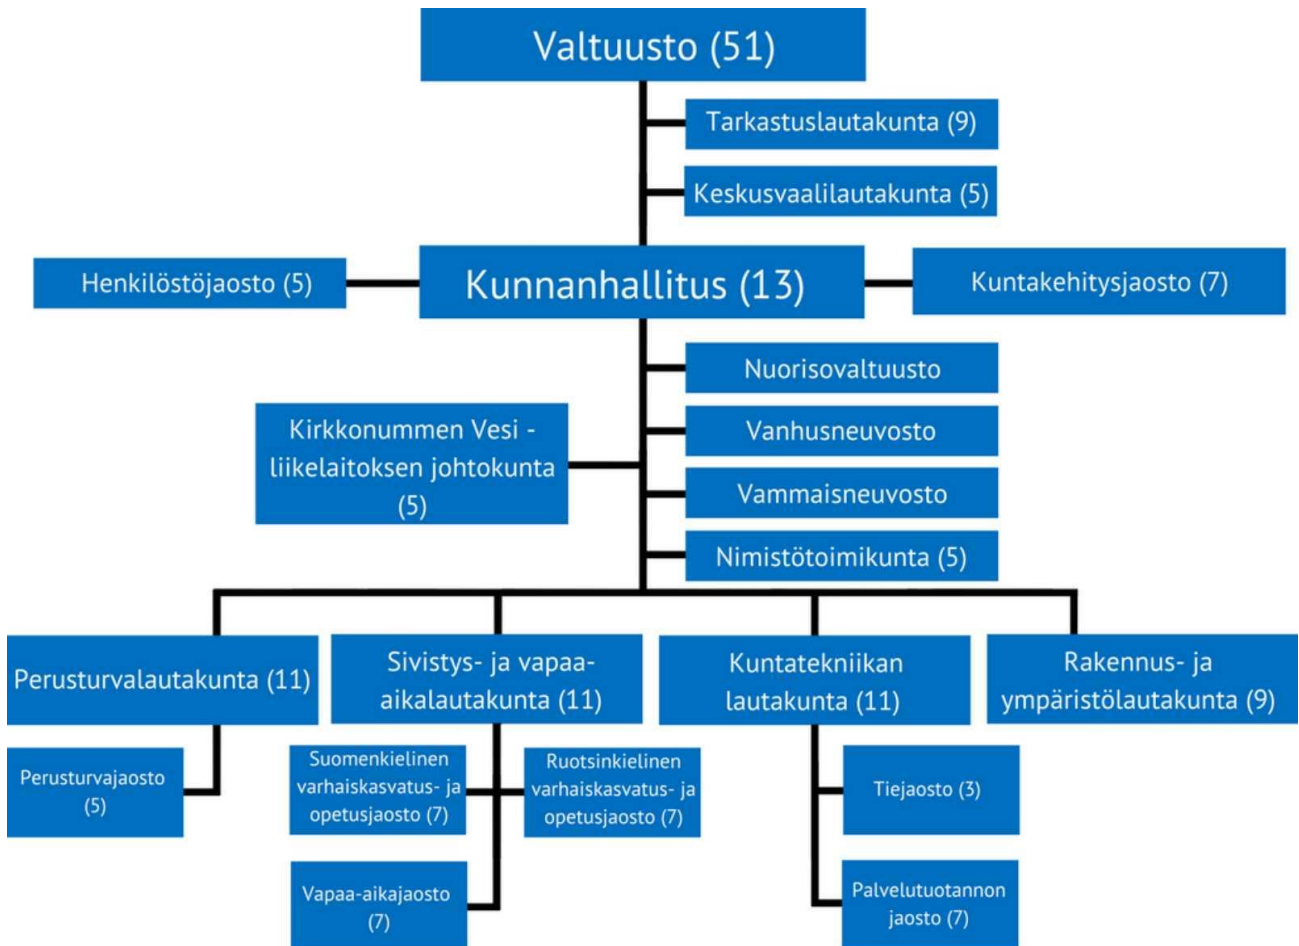 Valtuusto (51)
Tarkastuslautakunta (9)
Keskusvaalilautakunta (5)
Henkilöstöjaosto (5)
Kunnanhallitus (13)
Kuntakehitysjaosto (7)
Nuorisovaltuusto
Kirkkonummen Vesi -
liikelaitoksen johtokunta
(5)
Vanhusneuvosto
Vammaisneuvosto
Nimistötoimikunta (5)
Perusturvalautakunta (11)
Sivistys- ja vapaa-
aikalautakunta (11)
Kuntatekniikan
lautakunta (11)
Rakennus- ja
ympäristölautakunta (9)
Perusturvajaosto
(5)
Suomenkielinen
varhaiskasvatus- ja
opetusjaosto (7)
Ruotsinkielinen
varhaiskasvatus- ja
opetusjaosto (7)
Tiejaosto (3)
Vapaa-aikajaosto
(7)
Palvelutuotannon
jaosto (7)